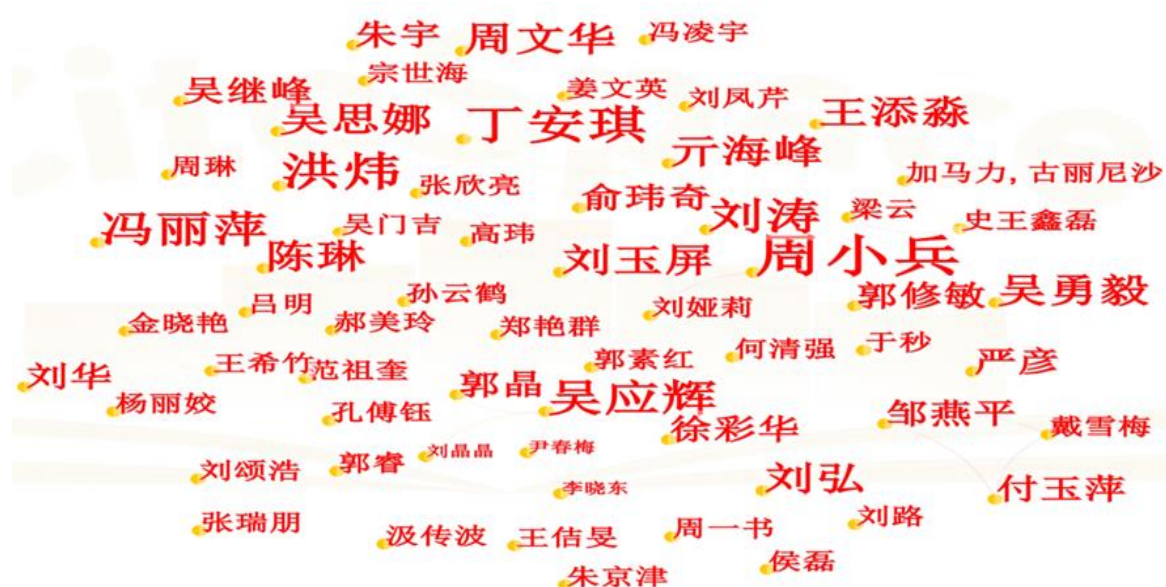 朱宇
周文华
冯凌宇
宗世海
吴继峰
姜文英
刘凤芹
王添淼
吴思娜
丁安琪
亓海峰
周琳
洪炜
张欣亮
加马力, 古丽尼沙
俞玮奇
刘涛
梁云
史王鑫磊
冯丽萍
吴门吉
高玮
陈琳
刘玉屏
周小兵
吕明
孙云鹤
刘娅莉
郭修敏
吴勇毅
金晓艳
郝美玲
郑艳群
何清强
于秒
刘华
王希竹
范祖奎
郭素红
严彦
杨丽姣
孔傅钰
郭晶
吴应辉
徐彩华
邹燕平
戴雪梅
刘颂浩
郭睿
刘晶晶
尹春梅
李晓东
刘弘
付玉萍
张瑞朋
汲传波
王佶旻
周一书
刘路
朱京津
侯磊